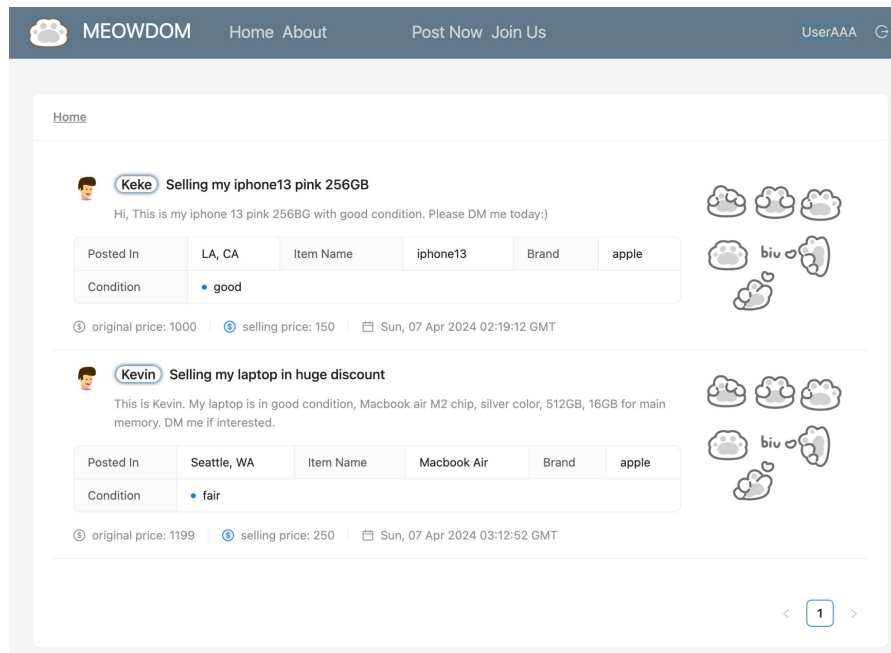 MEOWDOM Home About Post Now Join Us UserAAA
Home
Keke Selling my iphone13 pink 256GB
Hi, This is my iphone 13 pink 256BG with good condition. Please DM me today:)
Posted In LA, CA Item Name iphone13 Brand apple
Condition good
original price: 1000 selling price: 150 Sun, 07 Apr 2024 02:19:12 GMT
biu
Kevin Selling my laptop in huge discount
This is Kevin. My laptop is in good condition, Macbook air M2 chip, silver color, 512GB, 16GB for main
memory. DM me if interested.
Posted In Seattle, WA Item Name Macbook Air Brand apple
Condition fair
original price: 1199 selling price: 250 Sun, 07 Apr 2024 03:12:52 GMT
biu
< 1 >